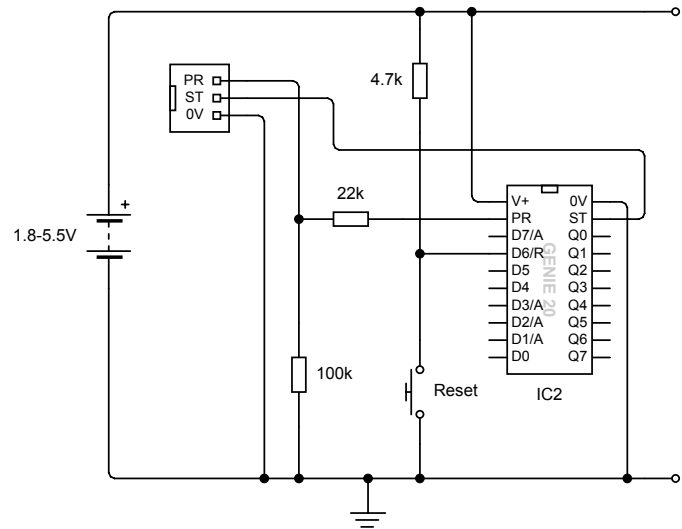 PR
ST
0V
4.7k
22k
+
1.8-5.5V
100k
Reset
V+
PR
D7/A
D6/R
D5
D4
D3/A
D2/A
D1/A
D0
GENIE 20
0V
ST
Q0
Q1
Q2
Q3
Q4
Q5
Q6
Q7
IC2